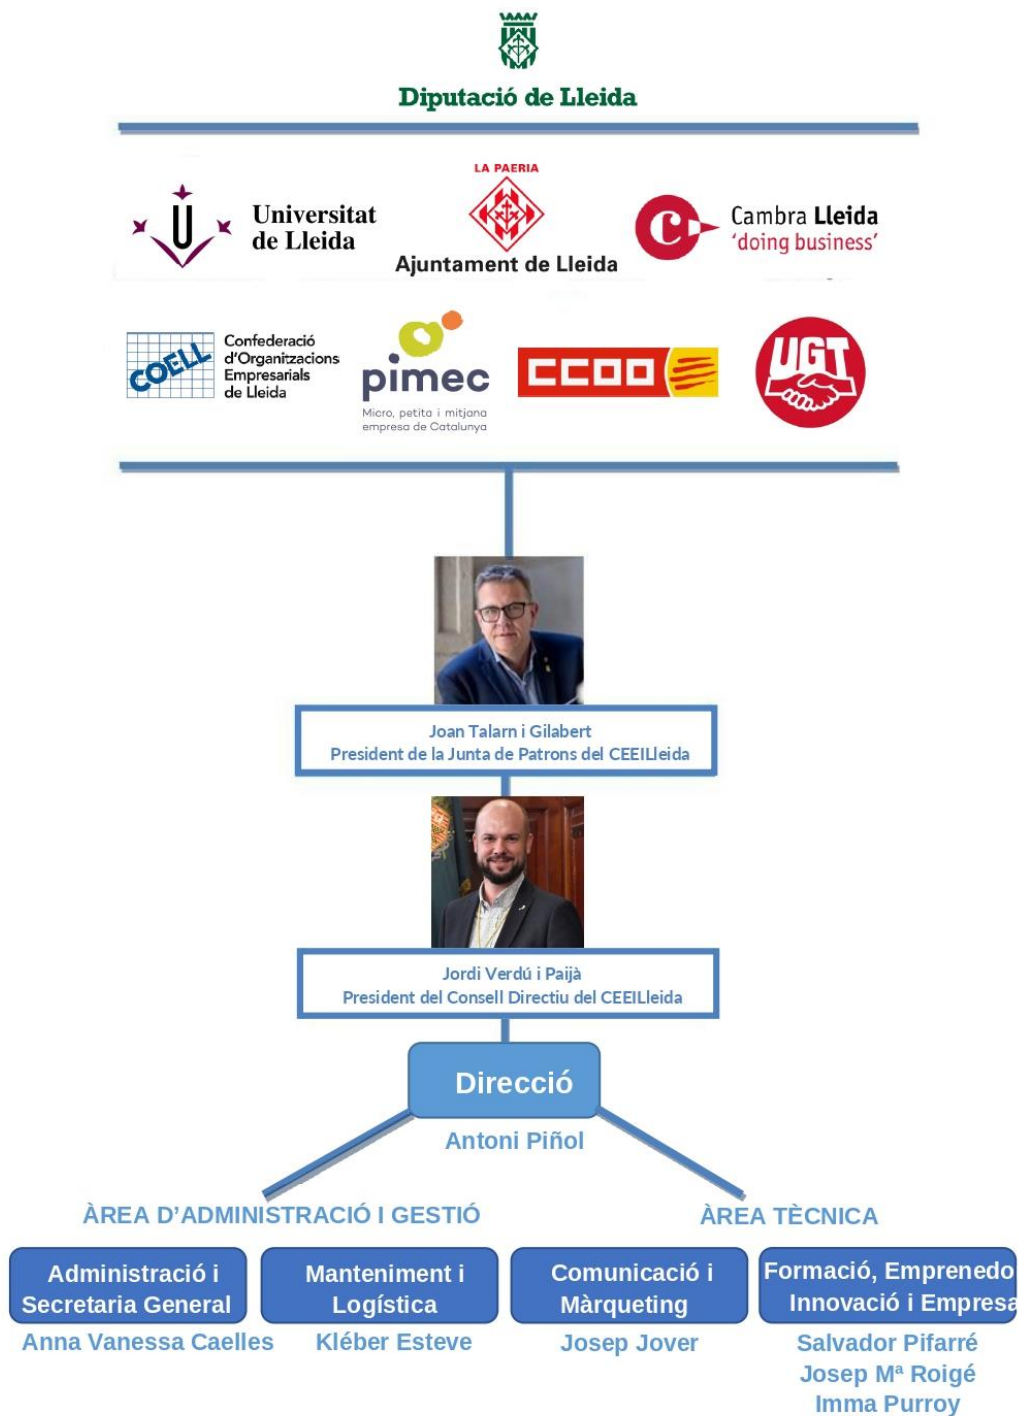 Diputació de Lleida
Universitat
de Lleida
LA PAERIA
Ajuntament de Lleida
Cambra Lleida
'doing business'
COELL
Confederació
d'Organitzacions
Empresarials
de Lleida
pimec
Micro, petita i mitjana
empresa de Catalunya
CCOO
UGT
Joan Talarn i Gilabert
President de la Junta de Patrons del CEEILleida
Jordi Verdú i Paijà
President del Consell Directiu del CEEILleida
Direcció
Antoni Piñol
ÀREA D'ADMINISTRACIÓ I GESTIÓ
ÀREA TÈCNICA
Administració i
Secretaria General
Anna Vanessa Caelles
Manteniment i
Logística
Kléber Esteve
Comunicació i
Màrqueting
Josep Jover
Formació, Emprenedo
Innovació i Empresa
Salvador Pifarré
Josep Mª Roigé
Imma Purroy